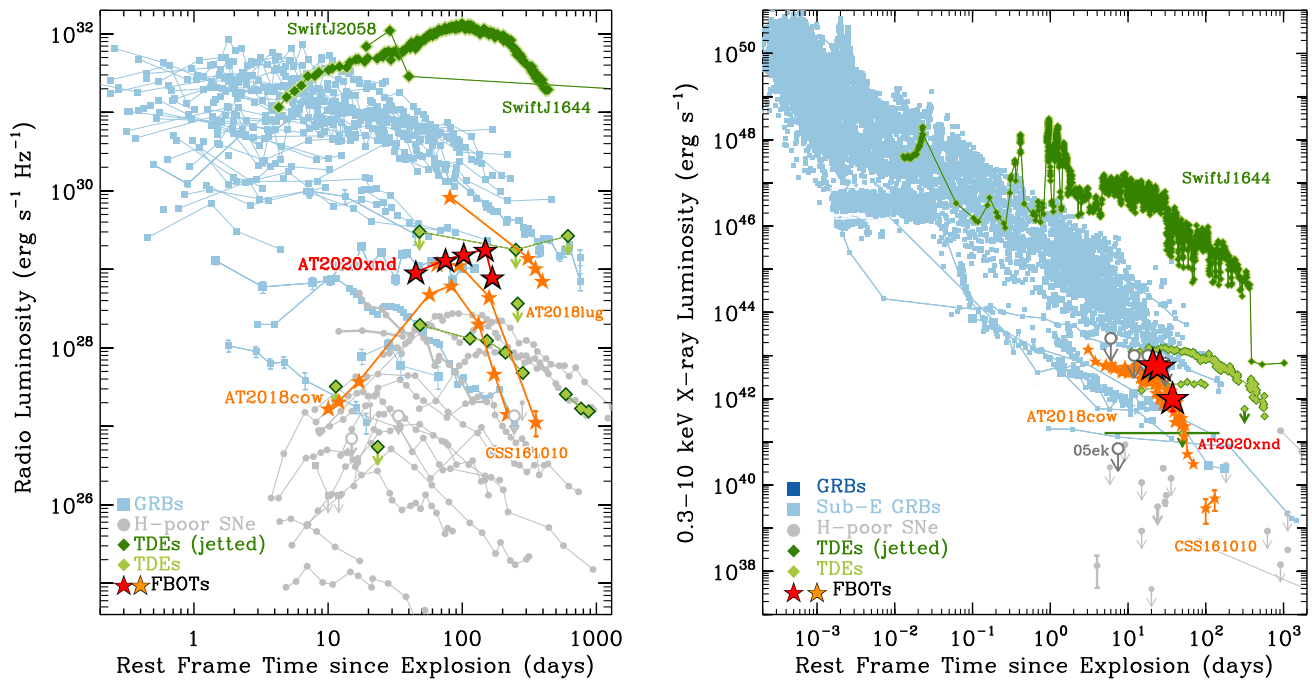 Radio Luminosity (erg s⁻¹ Hz⁻¹)
10³²
10³⁰
10²⁸
10²⁶
SwiftJ2058
SwiftJ1644
AT2020xnd
AT2018lug
AT2018cow
CSS161010
GRBs
H-poor SNe
TDEs (jetted)
TDEs
FBOTs
1 10 100 1000
Rest Frame Time since Explosion (days)
0.3-10 keV X-ray Luminosity (erg s⁻¹)
10⁵⁰
10⁴⁸
10⁴⁶
10⁴⁴
10⁴²
10⁴⁰
10³⁸
SwiftJ1644
AT2018cow
AT2020xnd
05ek
CSS161010
GRBs
Sub-E GRBs
H-poor SNe
TDEs (jetted)
TDEs
FBOTs
10⁻³ 10⁻² 10⁻¹ 10⁰ 10¹ 10² 10³
Rest Frame Time since Explosion (days)